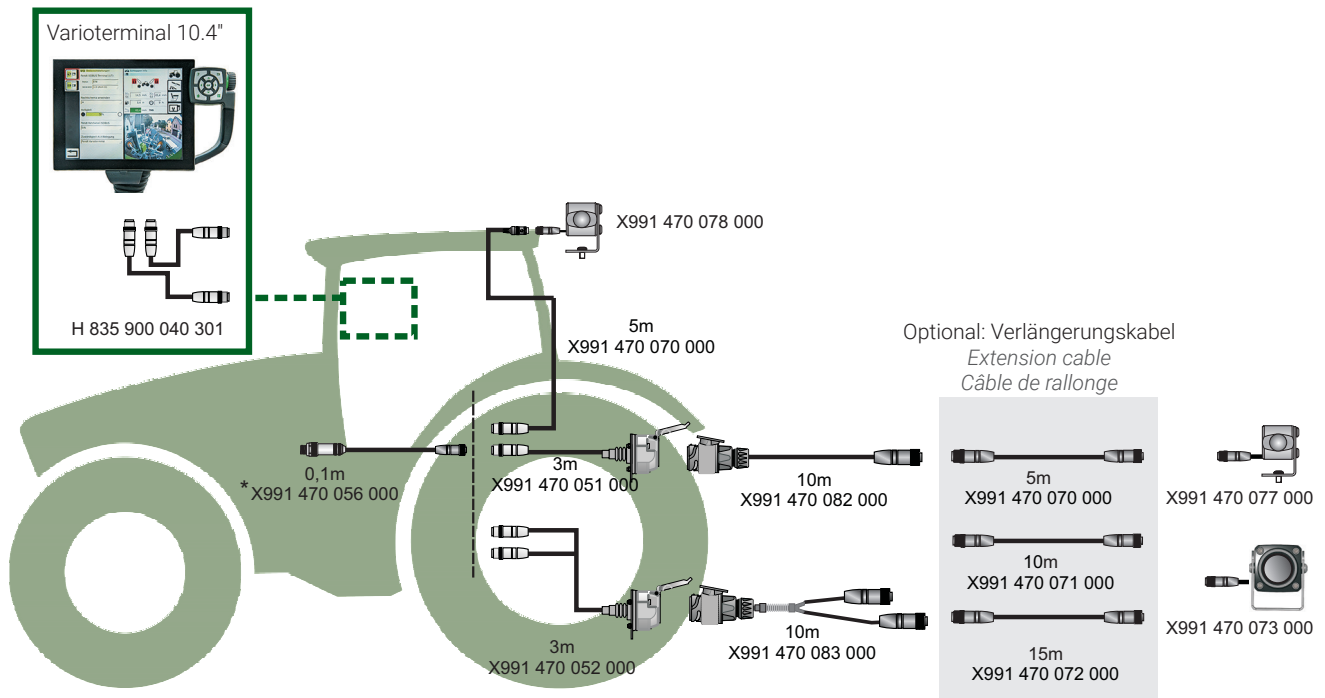 Varioterminal 10.4"
H 835 900 040 301
X991 470 078 000
5m
X991 470 070 000
Optional: Verlängerungskabel
Extension cable
Câble de rallonge
0,1m
* X991 470 056 000
3m
X991 470 051 000
10m
X991 470 082 000
5m
X991 470 070 000
X991 470 077 000
10m
X991 470 071 000
3m
X991 470 052 000
10m
X991 470 083 000
15m
X991 470 072 000
X991 470 073 000